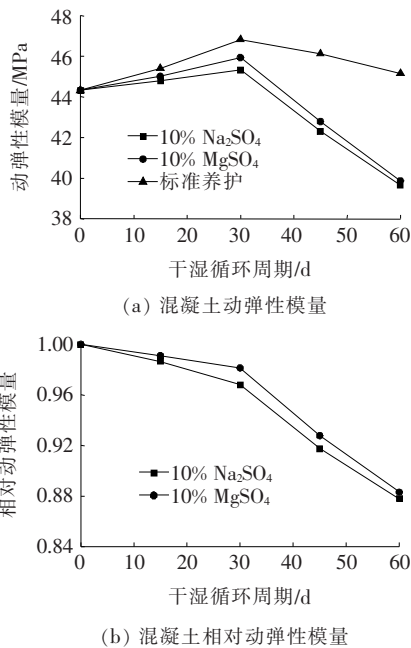 48
46
44
42
40
38
动弹性模量/MPa
10% Na₂SO₄
10% MgSO₄
标准养护
0 10 20 30 40 50 60
干湿循环周期/d
(a) 混凝土动弹性模量
1.00
0.96
0.92
0.88
0.84
相对动弹性模量
10% Na₂SO₄
10% MgSO₄
0 10 20 30 40 50 60
干湿循环周期/d
(b) 混凝土相对动弹性模量